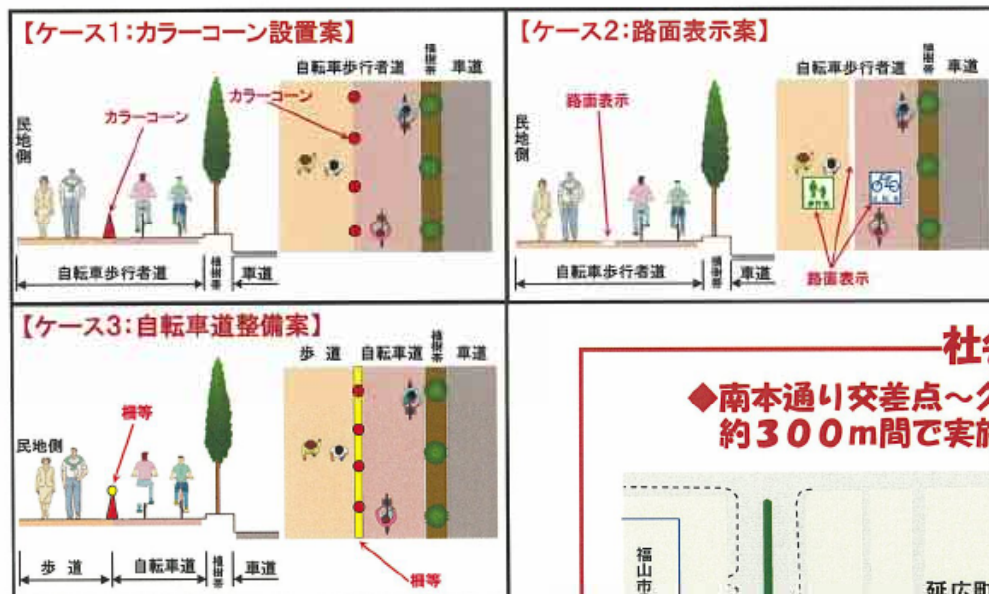 【ケース1:カラーコーン設置案】
自転車歩行者道
植樹帯
車道
カラーコーン
カラーコーン
民地側
自転車歩行者道
植樹帯
車道
【ケース2:路面表示案】
自転車歩行者道
植樹帯
車道
路面表示
民地側
路面表示
自転車歩行者道
植樹帯
車道
【ケース3:自転車道整備案】
歩 道
自転車道
植樹帯
車道
柵等
民地側
歩 道
自転車道
植樹帯
車道
柵等
社
◆南本通り交差点～
約300m間で実施
福山市
延広町